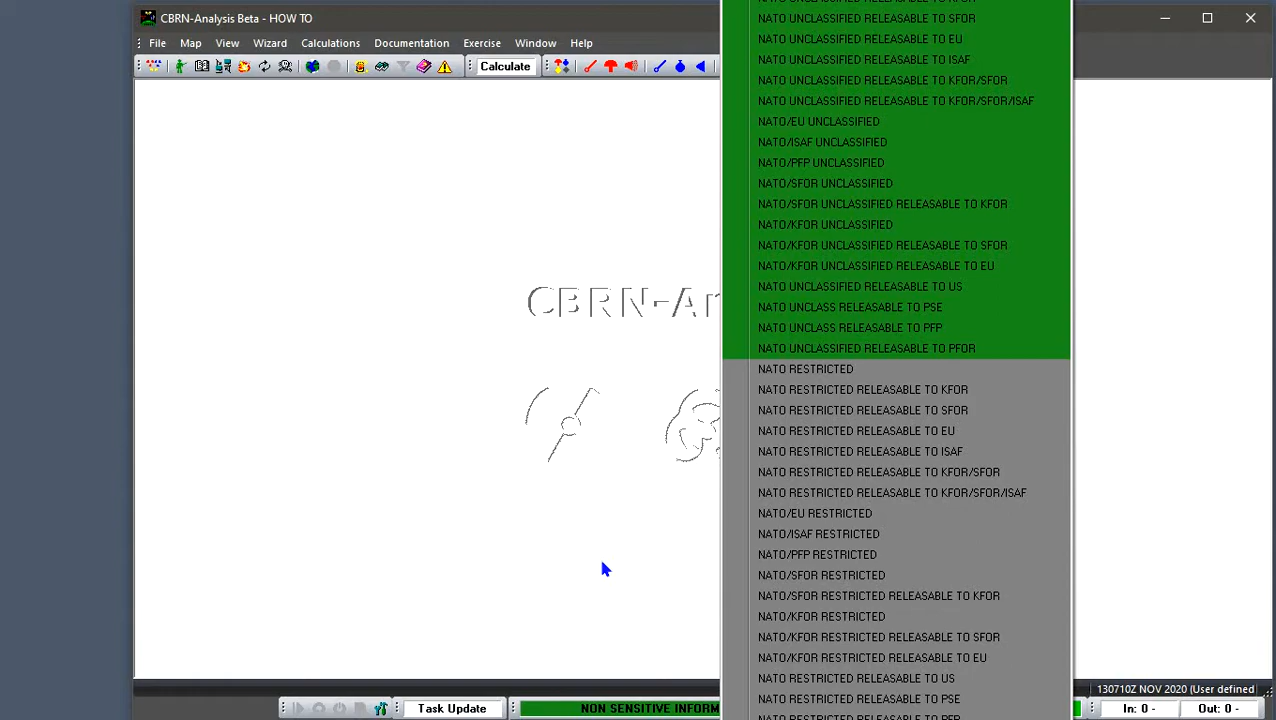 CBRN-Analysis Beta - HOW TO
File Map View Wizard Calculations Documentation Exercise Window Help
Calculate
NATO UNCLASSIFIED RELEASABLE TO SFOR
NATO UNCLASSIFIED RELEASABLE TO EU
NATO UNCLASSIFIED RELEASABLE TO ISAF
NATO UNCLASSIFIED RELEASABLE TO KFOR/SFOR
NATO UNCLASSIFIED RELEASABLE TO KFOR/SFOR/ISAF
NATO/EU UNCLASSIFIED
NATO/ISAF UNCLASSIFIED
NATO/PFP UNCLASSIFIED
NATO/SFOR UNCLASSIFIED
NATO/SFOR UNCLASSIFIED RELEASABLE TO KFOR
NATO/KFOR UNCLASSIFIED
NATO/KFOR UNCLASSIFIED RELEASABLE TO SFOR
NATO/KFOR UNCLASSIFIED RELEASABLE TO EU
NATO UNCLASSIFIED RELEASABLE TO US
NATO UNCLASS RELEASABLE TO PSE
NATO UNCLASS RELEASABLE TO PFP
NATO UNCLASSIFIED RELEASABLE TO PFOR
NATO RESTRICTED
NATO RESTRICTED RELEASABLE TO KFOR
NATO RESTRICTED RELEASABLE TO SFOR
NATO RESTRICTED RELEASABLE TO EU
NATO RESTRICTED RELEASABLE TO ISAF
NATO RESTRICTED RELEASABLE TO KFOR/SFOR
NATO RESTRICTED RELEASABLE TO KFOR/SFOR/ISAF
NATO/EU RESTRICTED
NATO/ISAF RESTRICTED
NATO/PFP RESTRICTED
NATO/SFOR RESTRICTED
NATO/SFOR RESTRICTED RELEASABLE TO KFOR
NATO/KFOR RESTRICTED
NATO/KFOR RESTRICTED RELEASABLE TO SFOR
NATO/KFOR RESTRICTED RELEASABLE TO EU
NATO RESTRICTED RELEASABLE TO US
NATO RESTRICTED RELEASABLE TO PSE
CBRN-An
130710Z NOV 2020 (User defined
Task Update
NON SENSITIVE INFORM
In: 0 -
Out: 0 -